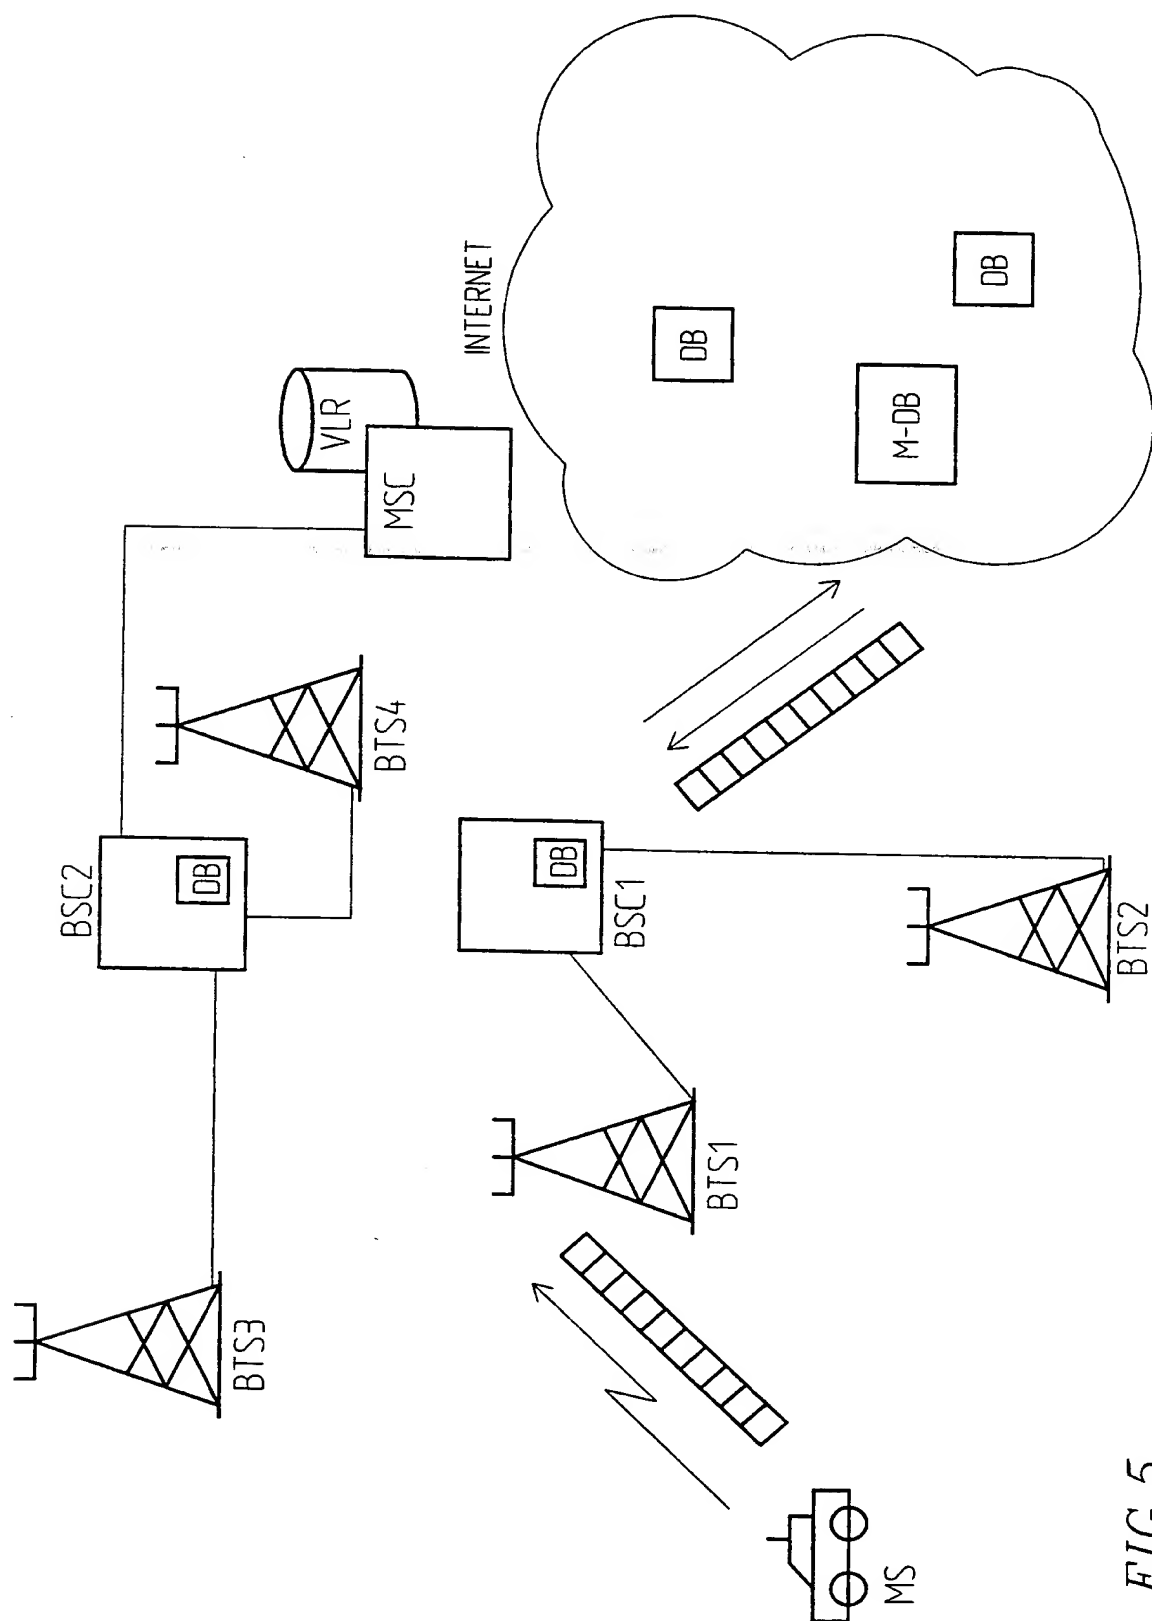 BTS3
BSC2
DB
BTS4
VLR
MSC
INTERNET
MS
BTS1
BSC1
DB
BTS2
DB
M-DB
DB
FIG 5